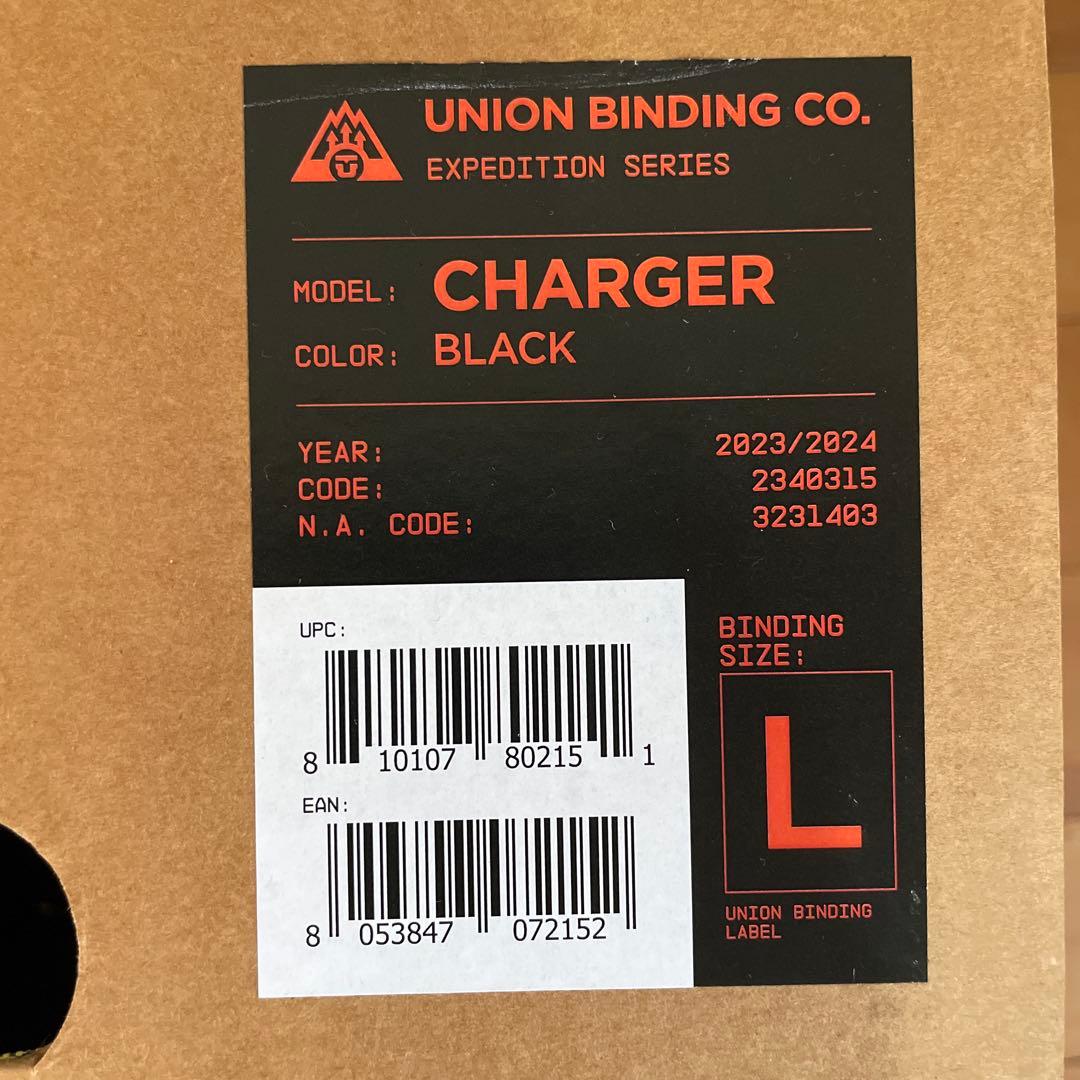 UNION BINDING CO.
EXPEDITION SERIES
MODEL: CHARGER
COLOR: BLACK
YEAR: 2023/2024
CODE: 2340315
N.A. CODE: 3231403
UPC:
8 10107 80215 1
EAN:
8 053847 072152
BINDING
SIZE:
L
UNION BINDING
LABEL